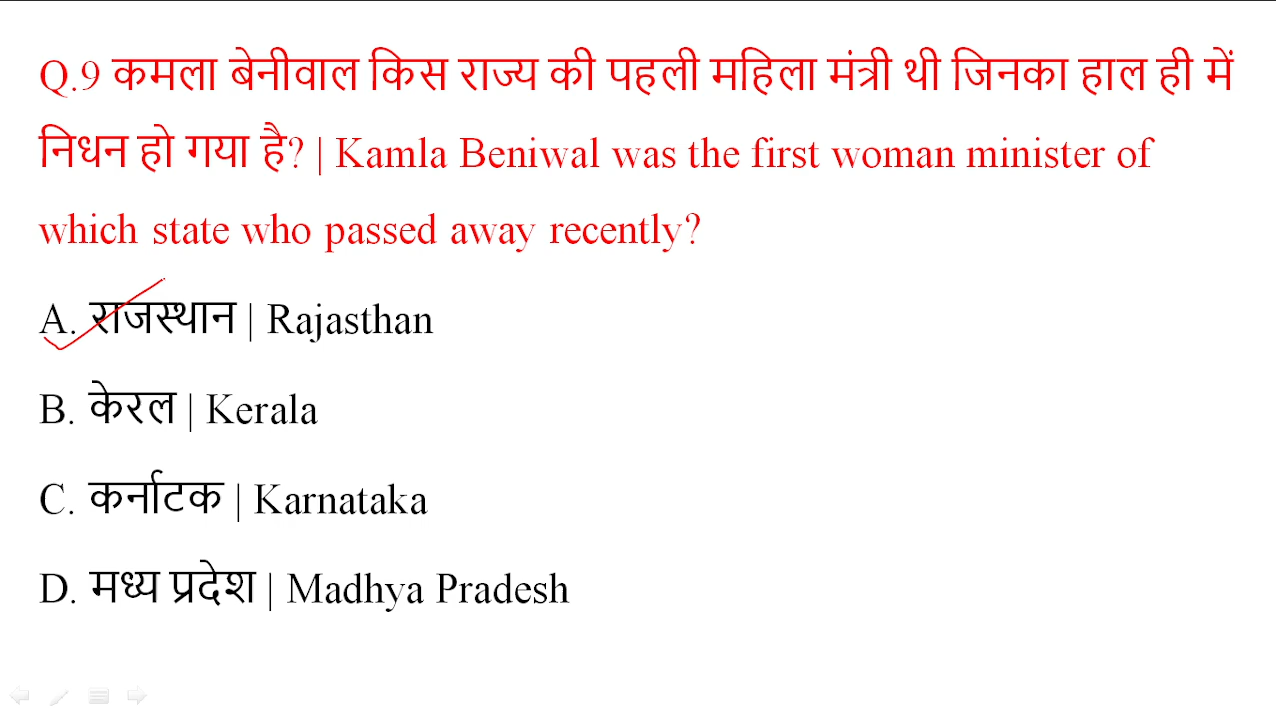 Q.9 कमला बेनीवाल किस राज्य की पहली महिला मंत्री थी जिनका हाल ही में
निधन हो गया है? | Kamla Beniwal was the first woman minister of
which state who passed away recently?
A. राजस्थान | Rajasthan
B. केरल | Kerala
C. कर्नाटक | Karnataka
D. मध्य प्रदेश | Madhya Pradesh